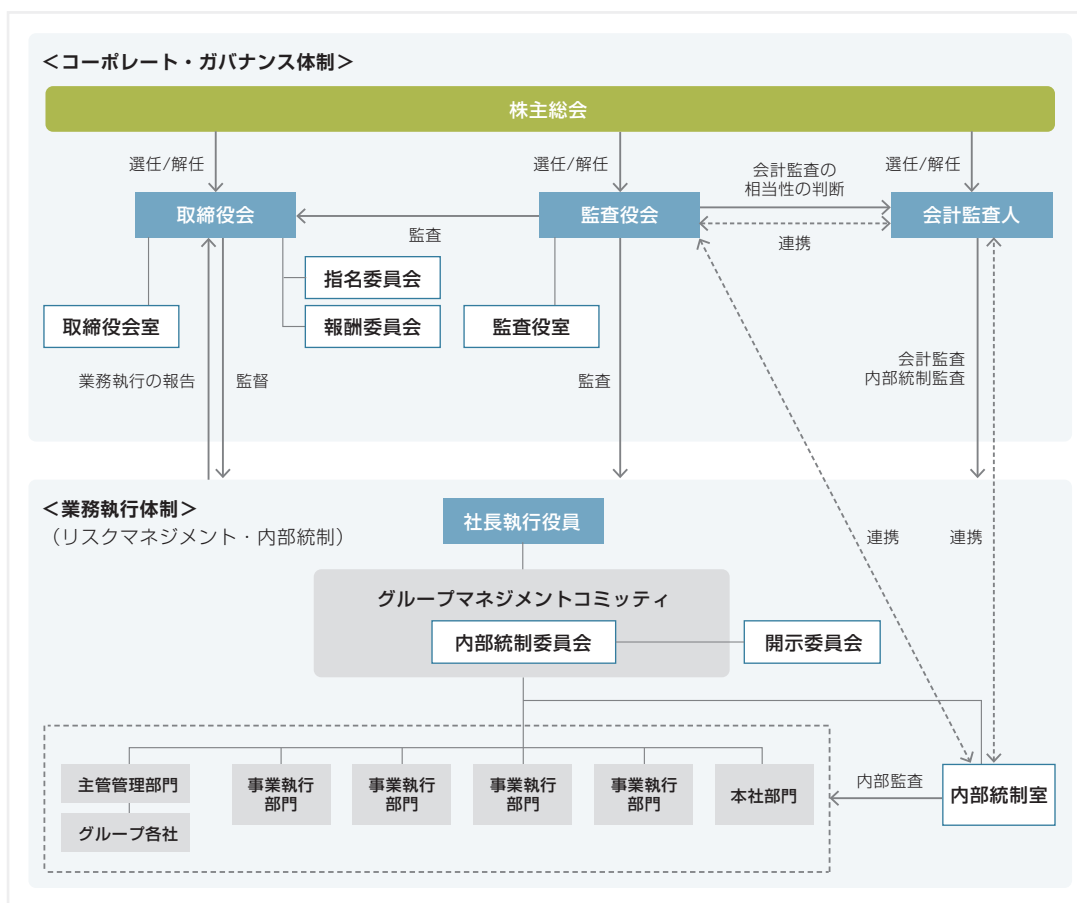 ＜コーポレート・ガバナンス体制＞
株主総会
選任/解任
選任/解任
選任/解任
会計監査の
相当性の判断
取締役会
監査役会
会計監査人
監査
連携
指名委員会
報酬委員会
取締役会室
監査役室
業務執行の報告
監督
監査
会計監査
内部統制監査
＜業務執行体制＞
（リスクマネジメント・内部統制）
社長執行役員
連携
連携
グループマネジメントコミッティ
内部統制委員会
開示委員会
主管管理部門
事業執行
部門
事業執行
部門
事業執行
部門
事業執行
部門
本社部門
内部監査
内部統制室
グループ各社